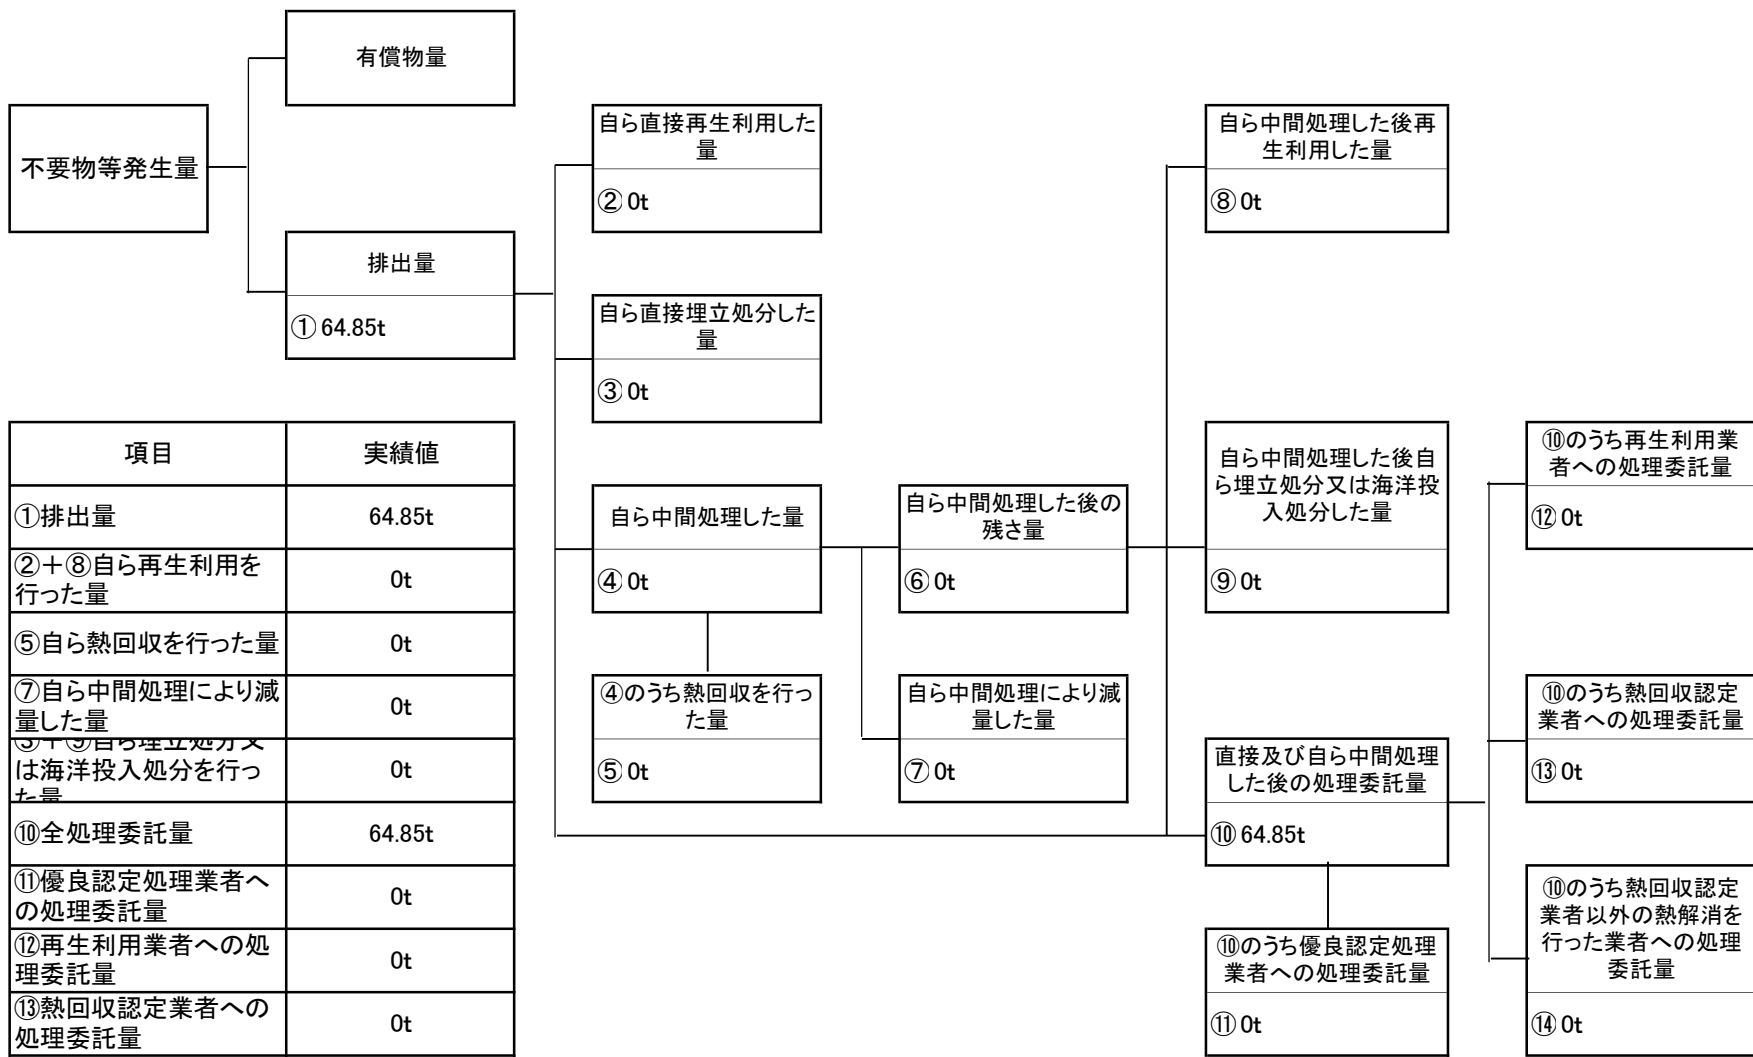 有償物量
不要物等発生量
排出量
①64.85t
自ら直接再生利用した
量
②0t
自ら直接埋立処分した
量
③0t
自ら中間処理した量
④0t
④のうち熱回収を行っ
た量
⑤0t
自ら中間処理した後の
残さ量
⑥0t
自ら中間処理により減
量した量
⑦0t
自ら中間処理した後再
生利用した量
⑧0t
自ら中間処理した後自
ら埋立処分又は海洋投
入処分した量
⑨0t
直接及び自ら中間処理
した後の処理委託量
⑩64.85t
⑩のうち優良認定処理
業者への処理委託量
⑪0t
⑩のうち再生利用業
者への処理委託量
⑫0t
⑩のうち熱回収認定
業者への処理委託量
⑬0t
⑩のうち熱回収認定
業者以外の熱解消を
行った業者への処理
委託量
⑭0t
項目 実績値
①排出量 64.85t
②+⑧自ら再生利用を
行った量 0t
⑤自ら熱回収を行った量 0t
⑦自ら中間処理により減
量した量 0t
③+⑨自ら埋立処分又
は海洋投入処分を行っ
た量 0t
⑩全処理委託量 64.85t
⑪優良認定処理業者へ
の処理委託量 0t
⑫再生利用業者への処
理委託量 0t
⑬熱回収認定業者への
処理委託量 0t